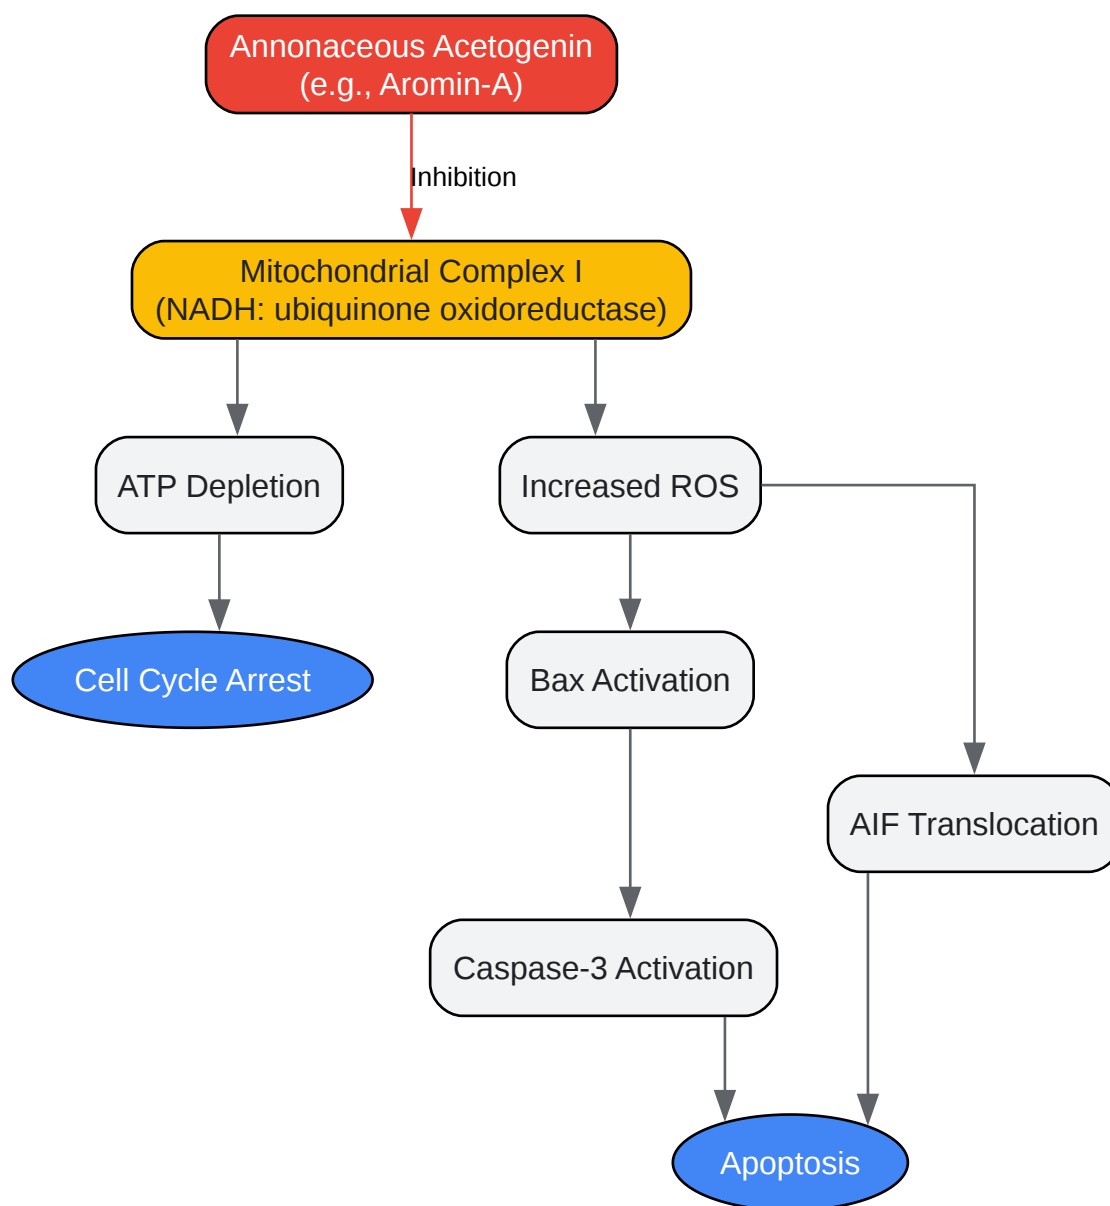 Annonaceous Acetogenin
(e.g., Aromin-A)
Inhibition
Mitochondrial Complex I
(NADH: ubiquinone oxidoreductase)
ATP Depletion
Increased ROS
Cell Cycle Arrest
Bax Activation
AIF Translocation
Caspase-3 Activation
Apoptosis